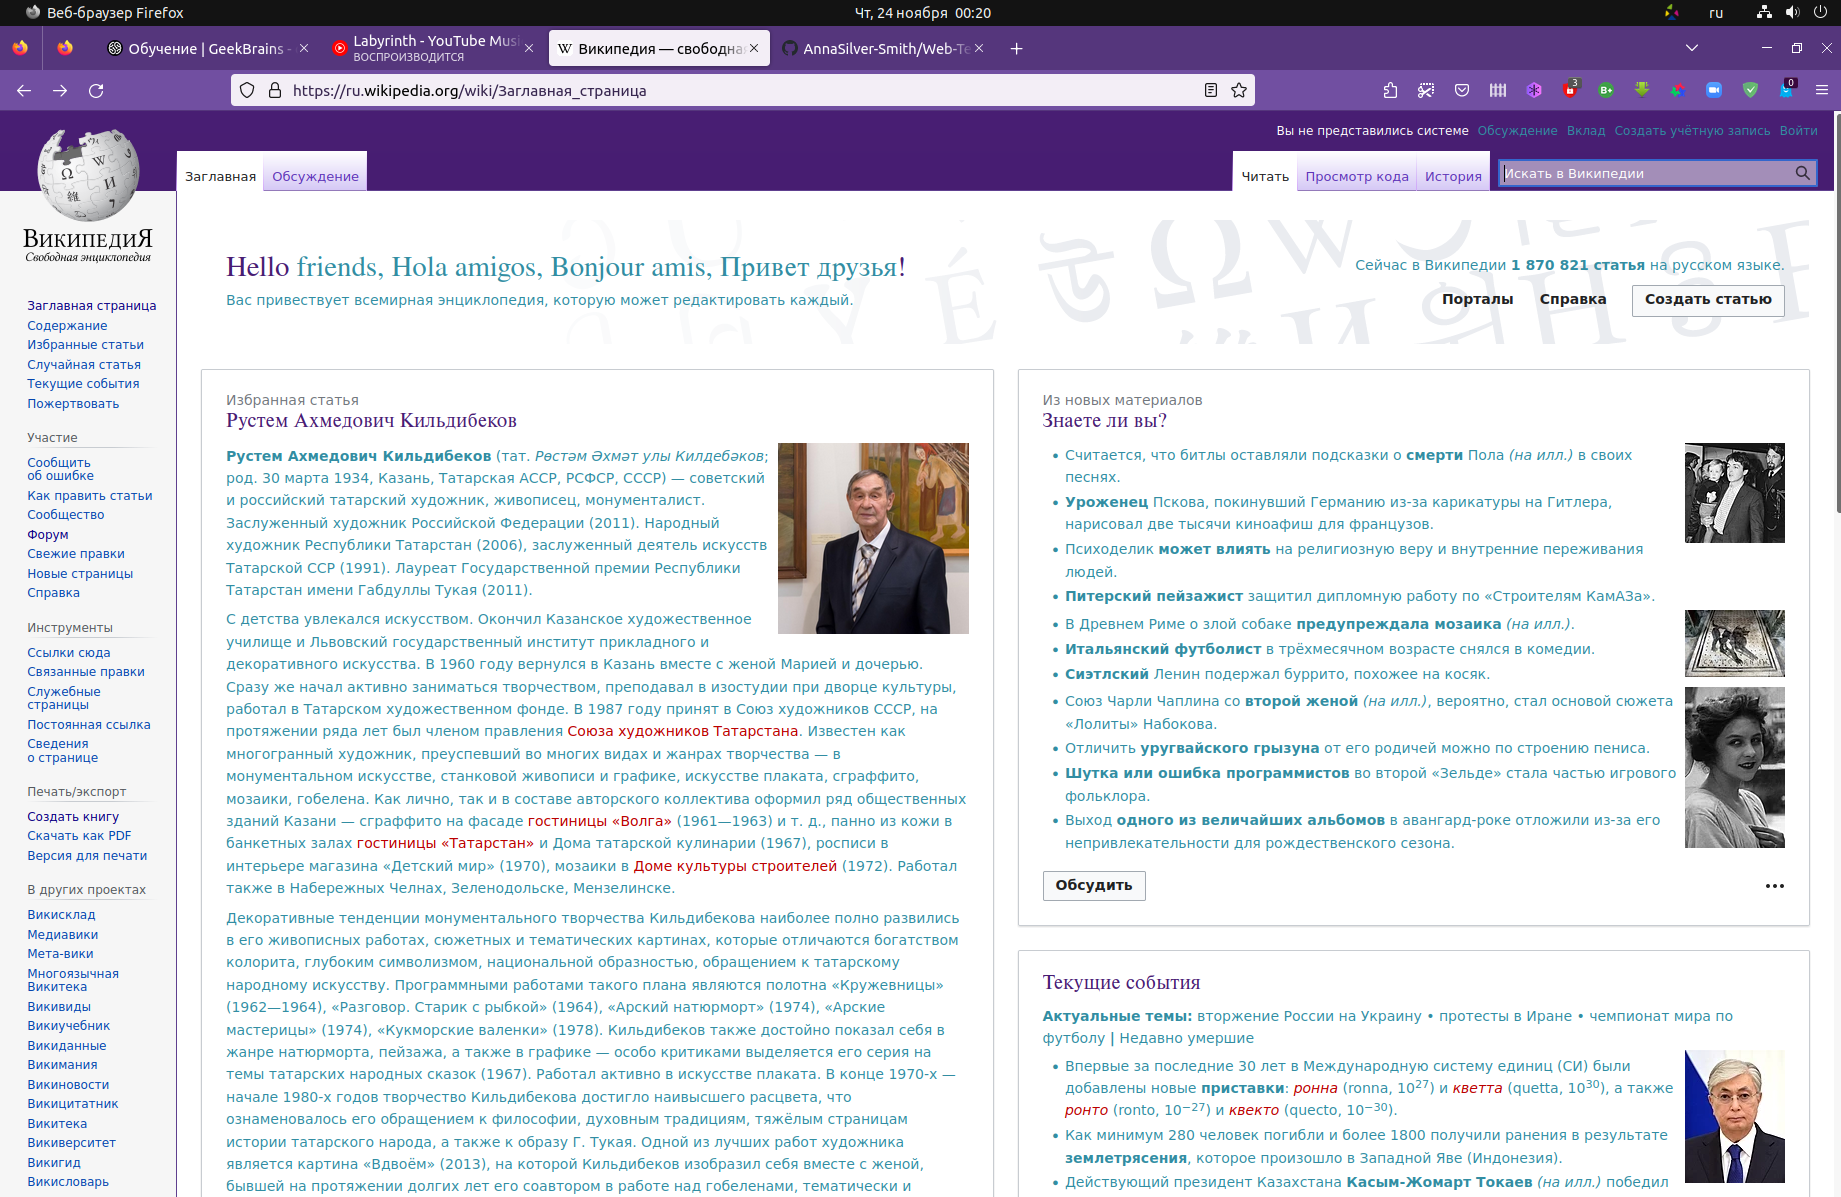 Веб-браузер Firefox
Чт, 24 ноября 00:20
ru
Обучение | GeekBrains -
Labyrinth - YouTube Musi
ВОСПРОИЗВОДИТСЯ
Википедия — свободна
AnnaSilver-Smith/Web-Te
https://ru.wikipedia.org/wiki/Заглавная_страница
3
B+
0
Вы не представились системе Обсуждение Вклад Создать учётную запись Войти
Заглавная Обсуждение
Читать Просмотр кода История
Искать в Википедии
ВикипедиЯ
Свободная энциклопедия
Заглавная страница
Содержание
Избранные статьи
Случайная статья
Текущие события
Пожертвовать
Участие
Сообщить
об ошибке
Как править статьи
Сообщество
Форум
Свежие правки
Новые страницы
Справка
Инструменты
Ссылки сюда
Связанные правки
Служебные
страницы
Постоянная ссылка
Сведения
о странице
Печать/экспорт
Создать книгу
Скачать как PDF
Версия для печати
В других проектах
Викисклад
Медиавики
Мета-вики
Многоязычная
Викитека
Викивиды
Викиучебник
Викиданные
Викимания
Викиновости
Викицитатник
Викитека
Викиверситет
Викигид
Викисловарь
Hello friends, Hola amigos, Bonjour amis, Привет друзья!
Вас привествует всемирная энциклопедия, которую может редактировать каждый.
Сейчас в Википедии 1 870 821 статья на русском языке.
Порталы Справка Создать статью
Избранная статья
Рустем Ахмедович Кильдибеков
Рустем Ахмедович Кильдибеков (тат. Рөстәм Әхмәт улы Килдебәков;
род. 30 марта 1934, Казань, Татарская АССР, РСФСР, СССР) — советский
и российский татарский художник, живописец, монументалист.
Заслуженный художник Российской Федерации (2011). Народный
художник Республики Татарстан (2006), заслуженный деятель искусств
Татарской ССР (1991). Лауреат Государственной премии Республики
Татарстан имени Габдуллы Тукая (2011).
С детства увлекался искусством. Окончил Казанское художественное
училище и Львовский государственный институт прикладного и
декоративного искусства. В 1960 году вернулся в Казань вместе с женой Марией и дочерью.
Сразу же начал активно заниматься творчеством, преподавал в изостудии при дворце культуры,
работал в Татарском художественном фонде. В 1987 году принят в Союз художников СССР, на
протяжении ряда лет был членом правления Союза художников Татарстана. Известен как
многогранный художник, преуспевший во многих видах и жанрах творчества — в
монументальном искусстве, станковой живописи и графике, искусстве плаката, сграффито,
мозаики, гобелена. Как лично, так и в составе авторского коллектива оформил ряд общественных
зданий Казани — сграффито на фасаде гостиницы «Волга» (1961—1963) и т. д., панно из кожи в
банкетных залах гостиницы «Татарстан» и Дома татарской кулинарии (1967), росписи в
интерьере магазина «Детский мир» (1970), мозаики в Доме культуры строителей (1972). Работал
также в Набережных Челнах, Зеленодольске, Мензелинске.
Декоративные тенденции монументального творчества Кильдибекова наиболее полно развились
в его живописных работах, сюжетных и тематических картинах, которые отличаются богатством
колорита, глубоким символизмом, национальной образностью, обращением к татарскому
народному искусству. Программными работами такого плана являются полотна «Кружевницы»
(1962—1964), «Разговор. Старик с рыбкой» (1964), «Арский натюрморт» (1974), «Арские
мастерицы» (1974), «Кукморские валенки» (1978). Кильдибеков также достойно показал себя в
жанре натюрморта, пейзажа, а также в графике — особо критиками выделяется его серия на
темы татарских народных сказок (1967). Работал активно в искусстве плаката. В конце 1970-х —
начале 1980-х годов творчество Кильдибекова достигло наивысшего расцвета, что
ознаменовалось его обращением к философии, духовным традициям, тяжёлым страницам
истории татарского народа, а также к образу Г. Тукая. Одной из лучших работ художника
является картина «Вдвоём» (2013), на которой Кильдибеков изобразил себя вместе с женой,
бывшей на протяжении долгих лет его соавтором в работе над гобеленами, тематически и
Из новых материалов
Знаете ли вы?
• Считается, что битлы оставляли подсказки о смерти Пола (на илл.) в своих
песнях.
• Уроженец Пскова, покинувший Германию из-за карикатуры на Гитлера,
нарисовал две тысячи киноафиш для французов.
• Психоделик может влиять на религиозную веру и внутренние переживания
людей.
• Питерский пейзажист защитил дипломную работу по «Строителям КамАЗа».
• В Древнем Риме о злой собаке предупреждала мозаика (на илл.).
• Итальянский футболист в трёхмесячном возрасте снялся в комедии.
• Сиэтлский Ленин подержал буррито, похожее на косяк.
• Союз Чарли Чаплина со второй женой (на илл.), вероятно, стал основой сюжета
«Лолиты» Набокова.
• Отличить уругвайского грызуна от его родичей можно по строению пениса.
• Шутка или ошибка программистов во второй «Зельде» стала частью игрового
фольклора.
• Выход одного из величайших альбомов в авангард-роке отложили из-за его
непривлекательности для рождественского сезона.
Обсудить
Текущие события
Актуальные темы: вторжение России на Украину • протесты в Иране • чемпионат мира по
футболу | Недавно умершие
• Впервые за последние 30 лет в Международную систему единиц (СИ) были
добавлены новые приставки: ронна (ronna, 10²⁷) и кветта (quetta, 10³⁰), а также
ронто (ronto, 10⁻²⁷) и квекто (quecto, 10⁻³⁰).
• Как минимум 280 человек погибли и более 1800 получили ранения в результате
землетрясения, которое произошло в Западной Яве (Индонезия).
• Действующий президент Казахстана Касым-Жомарт Токаев (на илл.) победил